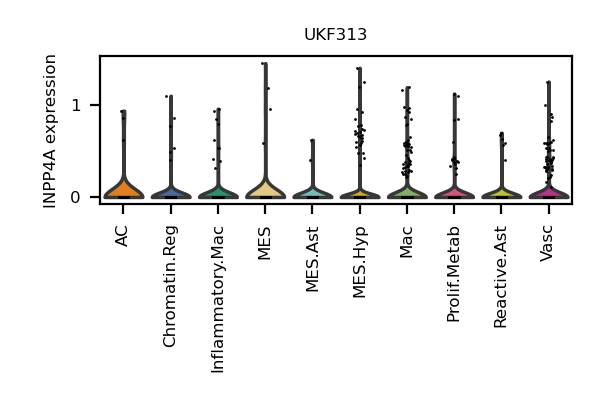 UKF313
INPP4A expression
1
0
AC
Chromatin.Reg
Inflammatory.Mac
MES
MES.Ast
MES.Hyp
Mac
Prolif.Metab
Reactive.Ast
Vasc